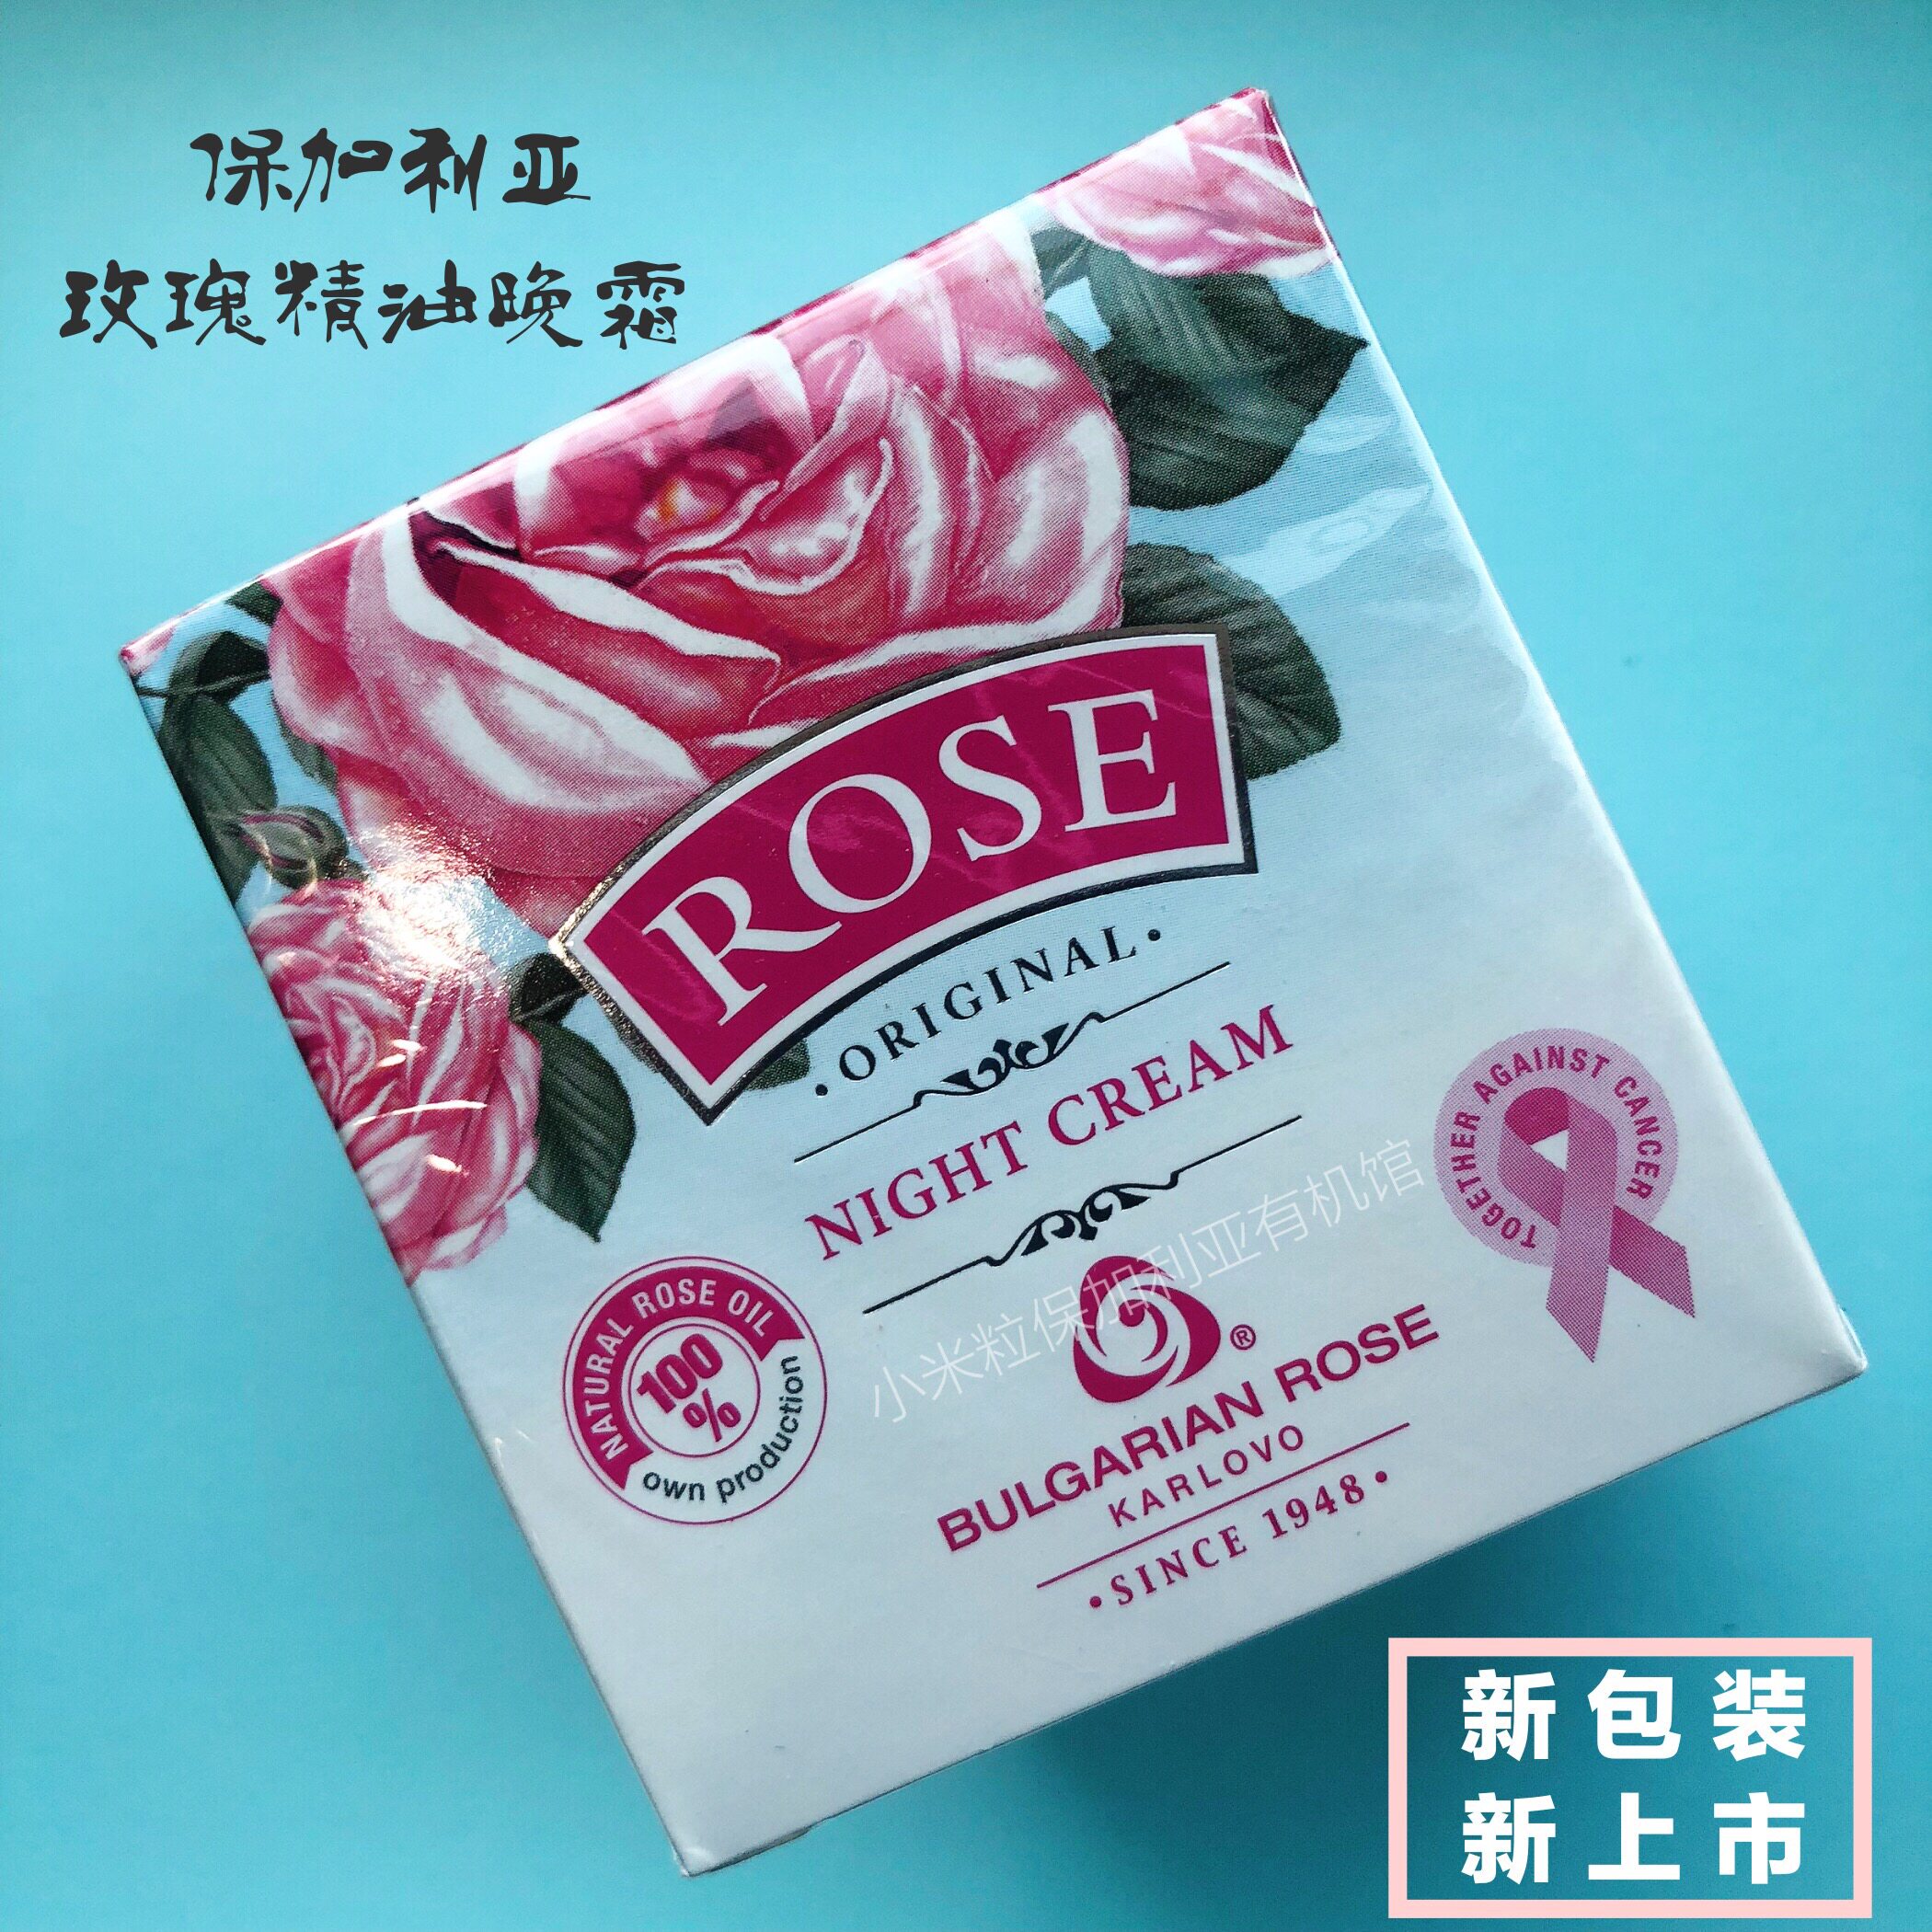 保加利亚
玫瑰精油晚霜
ROSE
·ORIGINAL·
NIGHT CREAM
TOGETHER AGAINST CANCER
小米粒保加利亚有机馆
NATURAL ROSE OIL
100
%
own production
®
BULGARIAN ROSE
KARLOVO
·SINCE 1948·
新包装
新上市